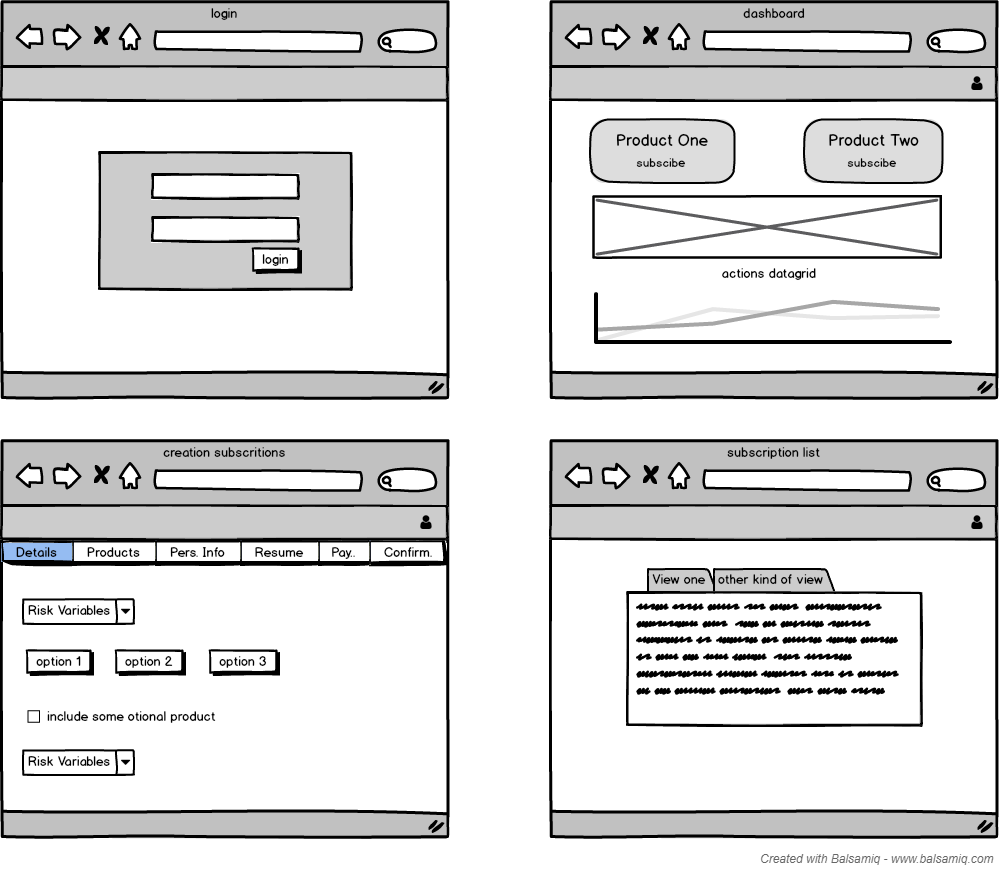 login
login
dashboard
Product One
subscibe
Product Two
subscibe
actions datagrid
creation subscritions
Details Products Pers. Info Resume Pay.. Confirm.
Risk Variables
option 1 option 2 option 3
include some otional product
Risk Variables
subscription list
View one other kind of view
Created with Balsamiq - www.balsamiq.com